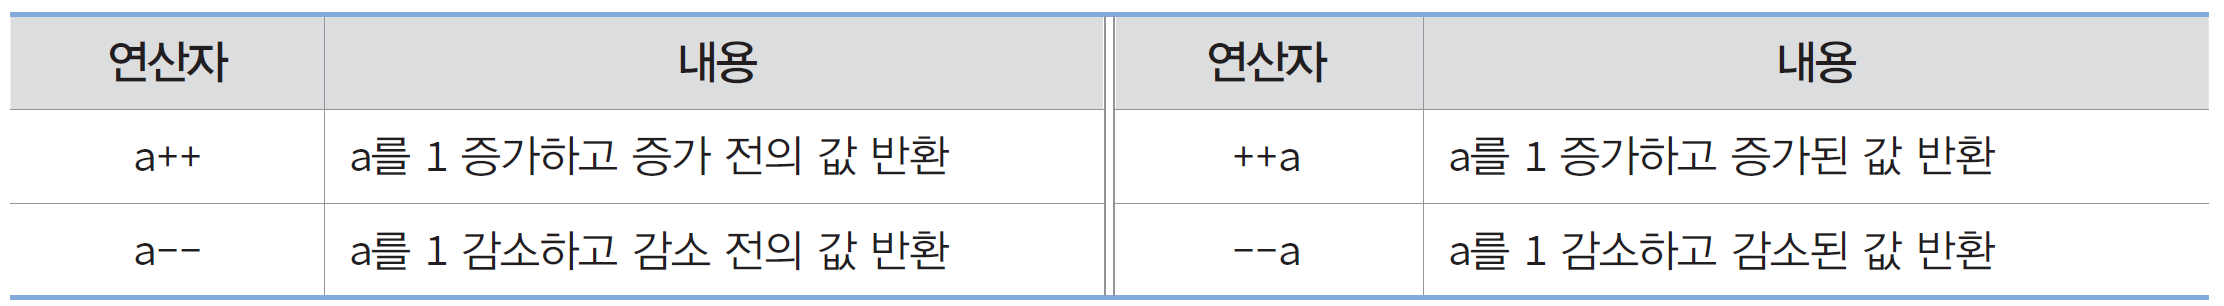 연산자 내용 연산자 내용
a++ a를 1 증가하고 증가 전의 값 반환 ++a a를 1 증가하고 증가된 값 반환
a-- a를 1 감소하고 감소 전의 값 반환 --a a를 1 감소하고 감소된 값 반환